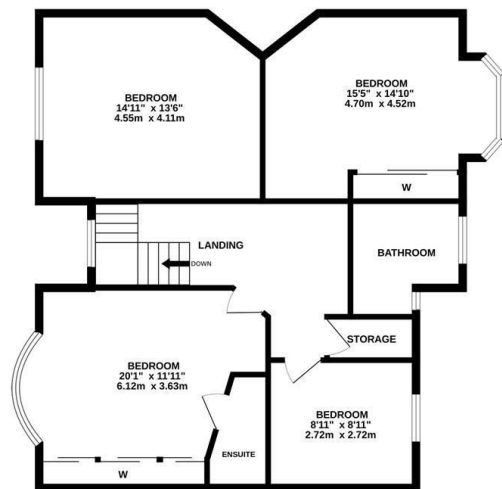 BEDROOM
14'11" x 13'6"
4.55m x 4.11m
BEDROOM
15'5" x 14'10"
4.70m x 4.52m
W
LANDING
DOWN
BATHROOM
STORAGE
BEDROOM
20'1" x 11'11"
6.12m x 3.63m
ENSUITE
W
BEDROOM
8'11" x 8'11"
2.72m x 2.72m